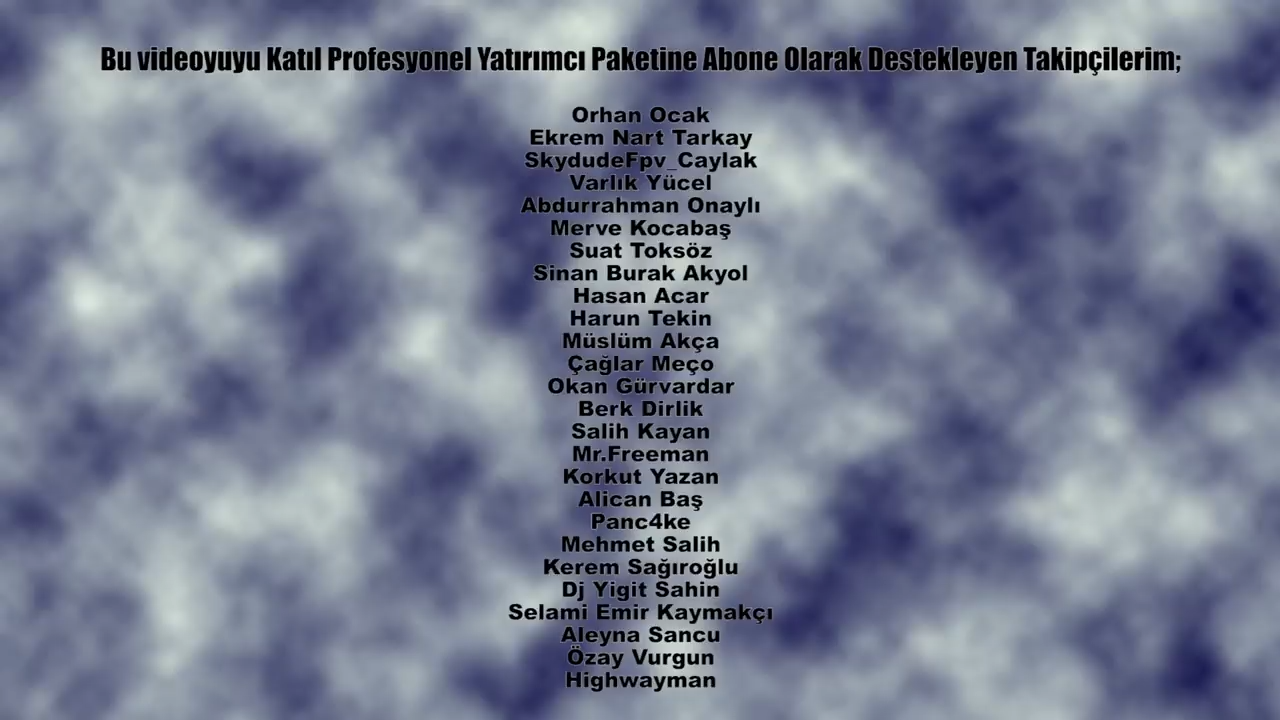 Bu videoyuyu Katıl Profesyonel Yatırımcı Paketine Abone Olarak Destekleyen Takipçilerim;
Orhan Ocak
Ekrem Nart Tarkay
SkydudeFpv_Caylak
Varlık Yücel
Abdurrahman Onaylı
Merve Kocabaş
Suat Toksöz
Sinan Burak Akyol
Hasan Acar
Harun Tekin
Müslüm Akça
Çağlar Meço
Okan Gürvardar
Berk Dirlik
Salih Kayan
Mr.Freeman
Korkut Yazan
Alican Baş
Panc4ke
Mehmet Salih
Kerem Sağıroğlu
Dj Yigit Sahin
Selami Emir Kaymakçı
Aleyna Sancu
Özay Vurgun
Highwayman